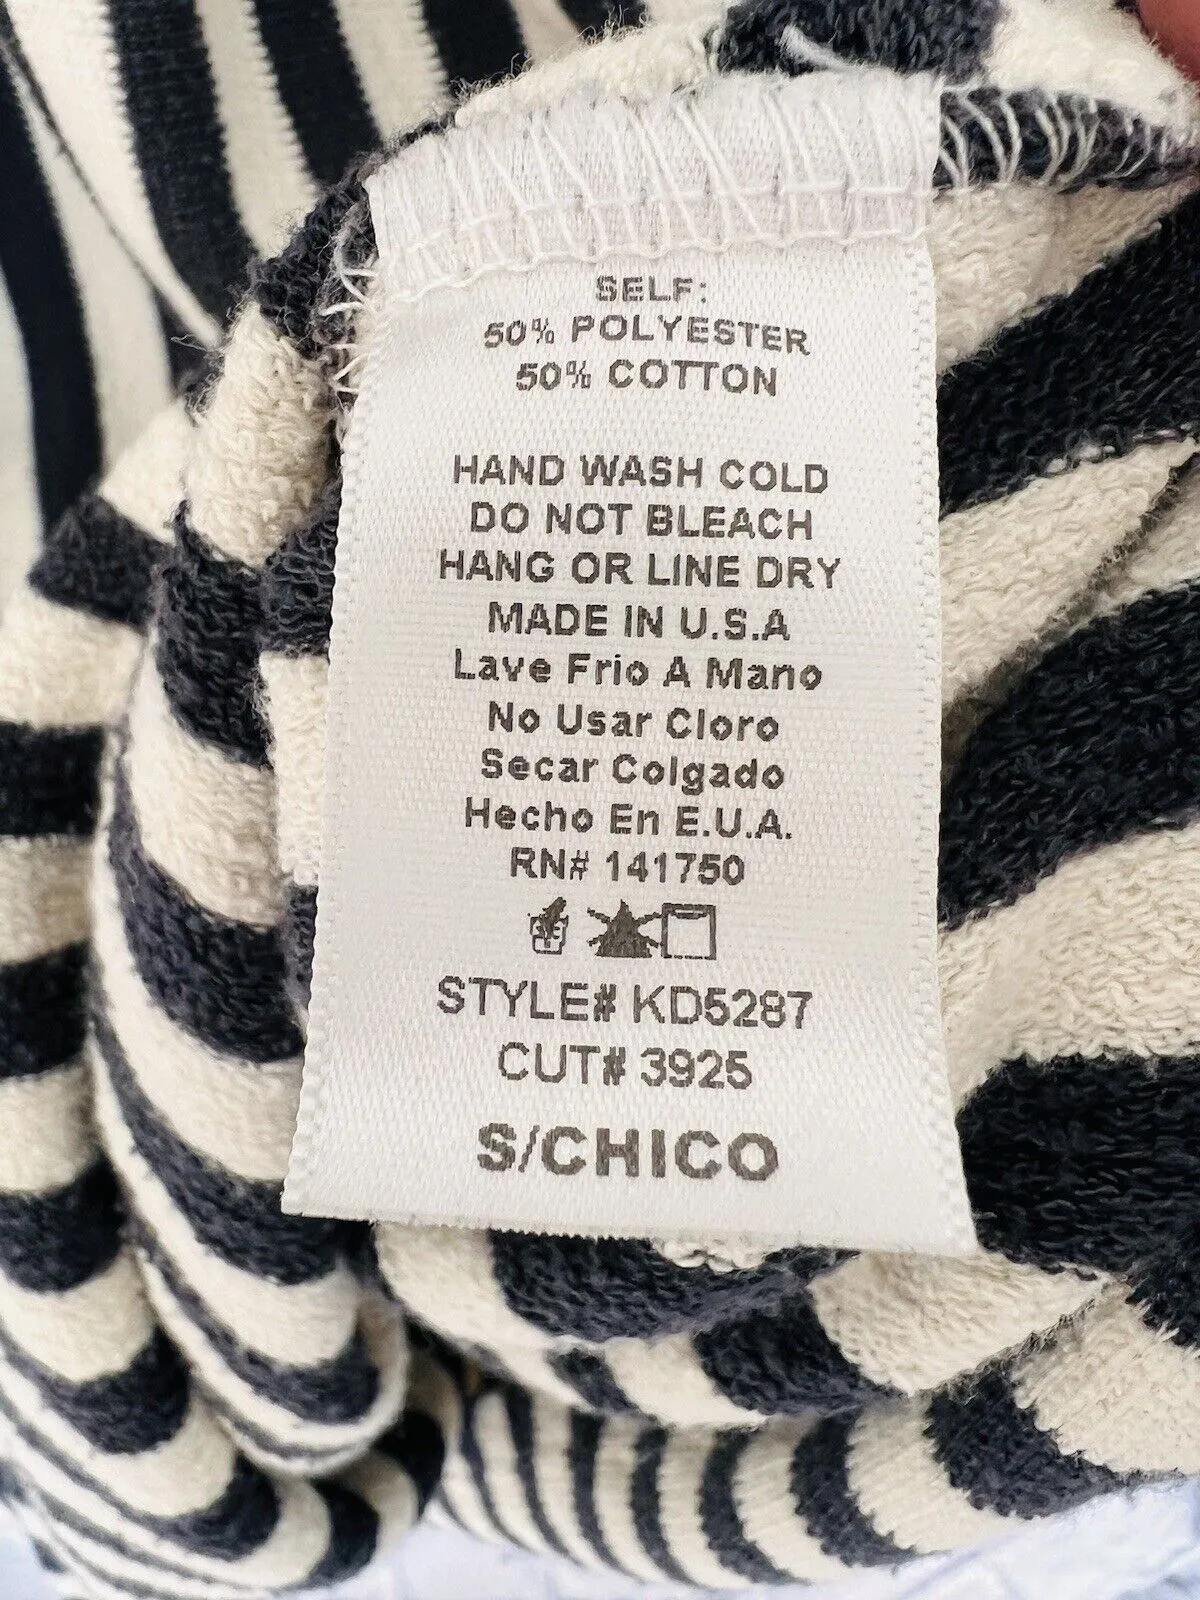 SELF:
50% POLYESTER
50% COTTON
HAND WASH COLD
DO NOT BLEACH
HANG OR LINE DRY
MADE IN U.S.A
Lave Frio A Mano
No Usar Cloro
Secar Colgado
Hecho En E.U.A.
RN# 141750
STYLE# KD5287
CUT# 3925
S/CHICO